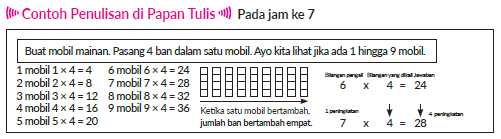 Contoh Penulisan di Papan Tulis Pada jam ke 7
Buat mobil mainan. Pasang 4 ban dalam satu mobil. Ayo kita lihat jika ada 1 hingga 9 mobil.
1 mobil 1 × 4 = 4
2 mobil 2 × 4 = 8
3 mobil 3 × 4 = 12
4 mobil 4 × 4 = 16
5 mobil 5 × 4 = 20
6 mobil 6 × 4 = 24
7 mobil 7 × 4 = 28
8 mobil 8 × 4 = 32
9 mobil 9 × 4 = 36
Ketika satu mobil bertambah,
jumlah ban bertambah empat.
Bilangan pengali Bilangan yang dikali Jawaban
6 x 4 = 24
1 peningkatan 4 peningkatan
7 x 4 = 28